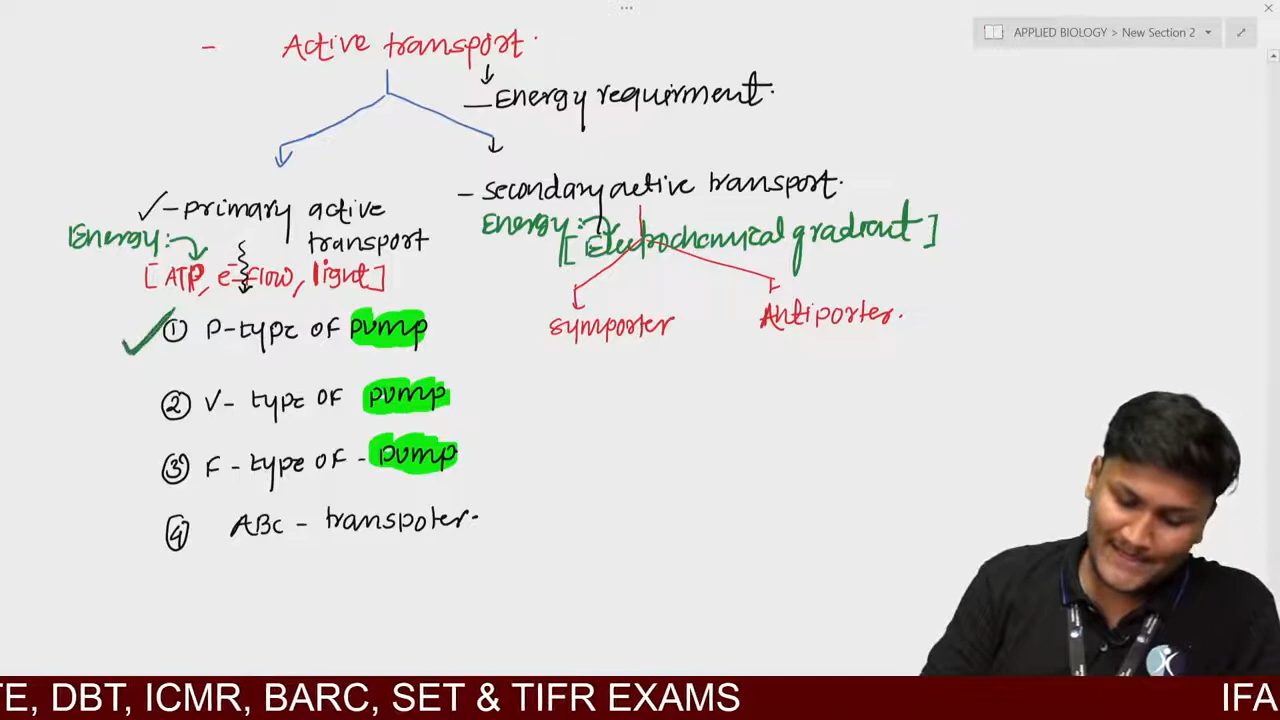 APPLIED BIOLOGY > New Section 2
- Active transport.
- Energy requirment.
- primary active
transport
Energy:
[ATP, e- flow, light]
- secondary active transport.
Energy:
[Electrochemical gradient]
symporter
Antiporter.
① P-type of pump
② V- type of pump
③ F - type of - pump
④ ABC - transpoter.
TE, DBT, ICMR, BARC, SET & TIFR EXAMS
IFA